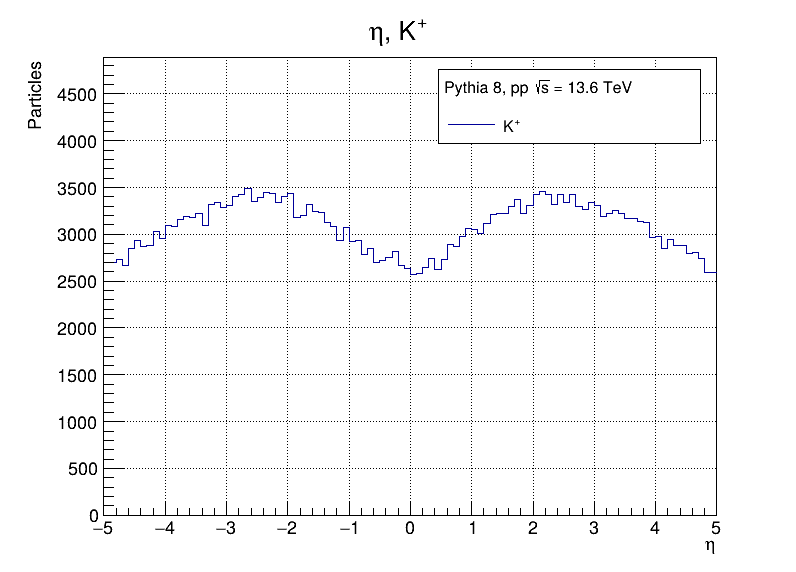 η, K⁺
Particles
4500
4000
3500
3000
2500
2000
1500
1000
500
0
Pythia 8, pp √s = 13.6 TeV
K⁺
−5 −4 −3 −2 −1 0 1 2 3 4 5
η